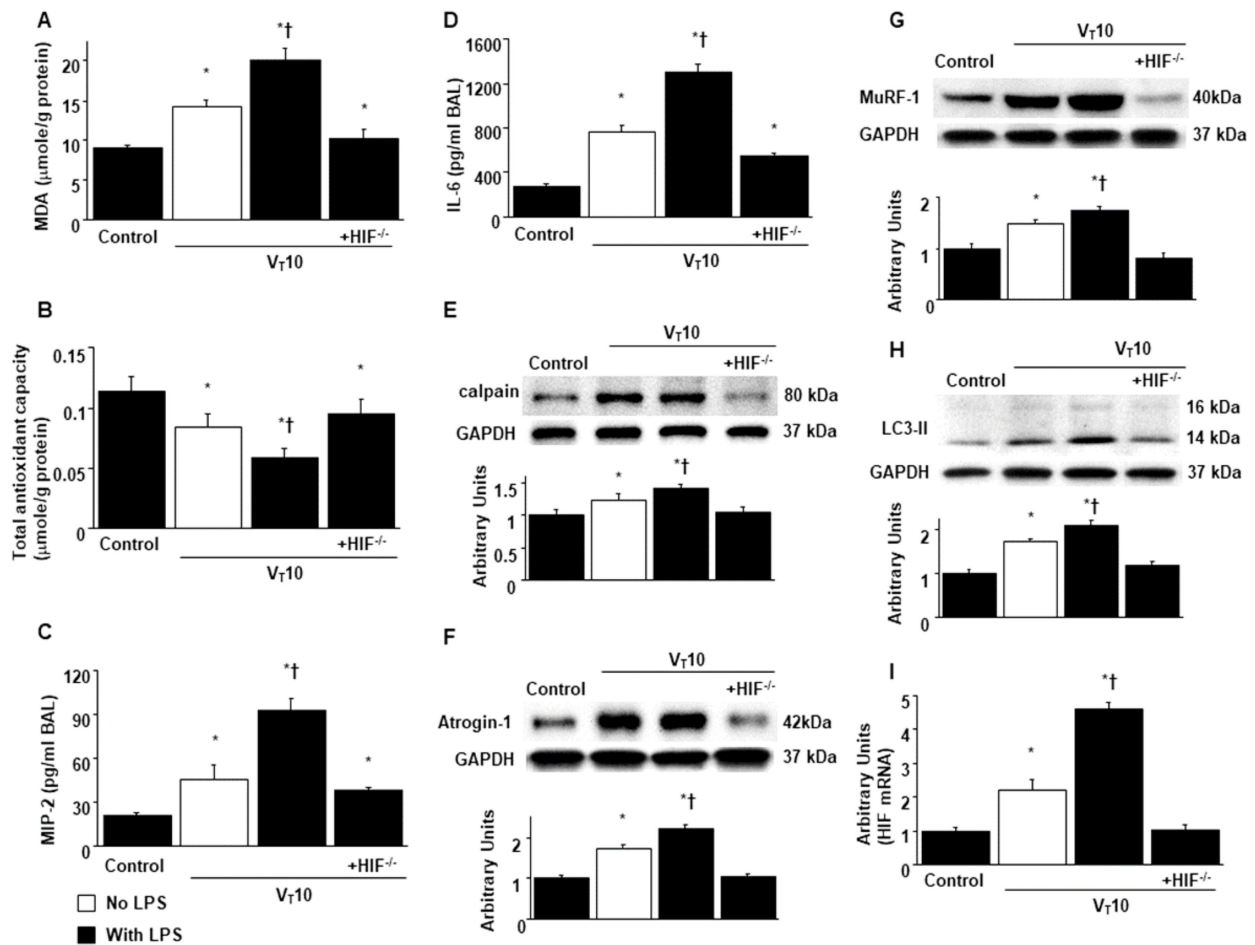 A
MDA (μmole/g protein)
20
15
10
5
0
*
*†
*
Control
+HIF-/-
VT10
B
Total antioxidant capacity
(μmole/g protein)
0.15
0.1
0.05
0
*
*†
*
Control
+HIF-/-
VT10
C
MIP-2 (pg/ml BAL)
120
90
60
30
0
*
*†
*
Control
+HIF-/-
VT10
No LPS
With LPS
D
IL-6 (pg/ml BAL)
1600
1200
800
400
0
*
*†
*
Control
+HIF-/-
VT10
E
VT10
Control
+HIF-/-
calpain
80 kDa
GAPDH
37 kDa
Arbitrary Units
1.5
1
0.5
0
*
*†
F
VT10
Control
+HIF-/-
Atrogin-1
42kDa
GAPDH
37 kDa
Arbitrary Units
2
1
0
*
*†
G
VT10
Control
+HIF-/-
MuRF-1
40kDa
GAPDH
37 kDa
Arbitrary Units
2
1
0
*
*†
H
VT10
Control
+HIF-/-
16 kDa
LC3-II
14 kDa
GAPDH
37 kDa
Arbitrary Units
2
1
0
*
*†
I
Arbitrary Units
(HIF mRNA)
5
4
2
1
0
*
*†
Control
+HIF-/-
VT10